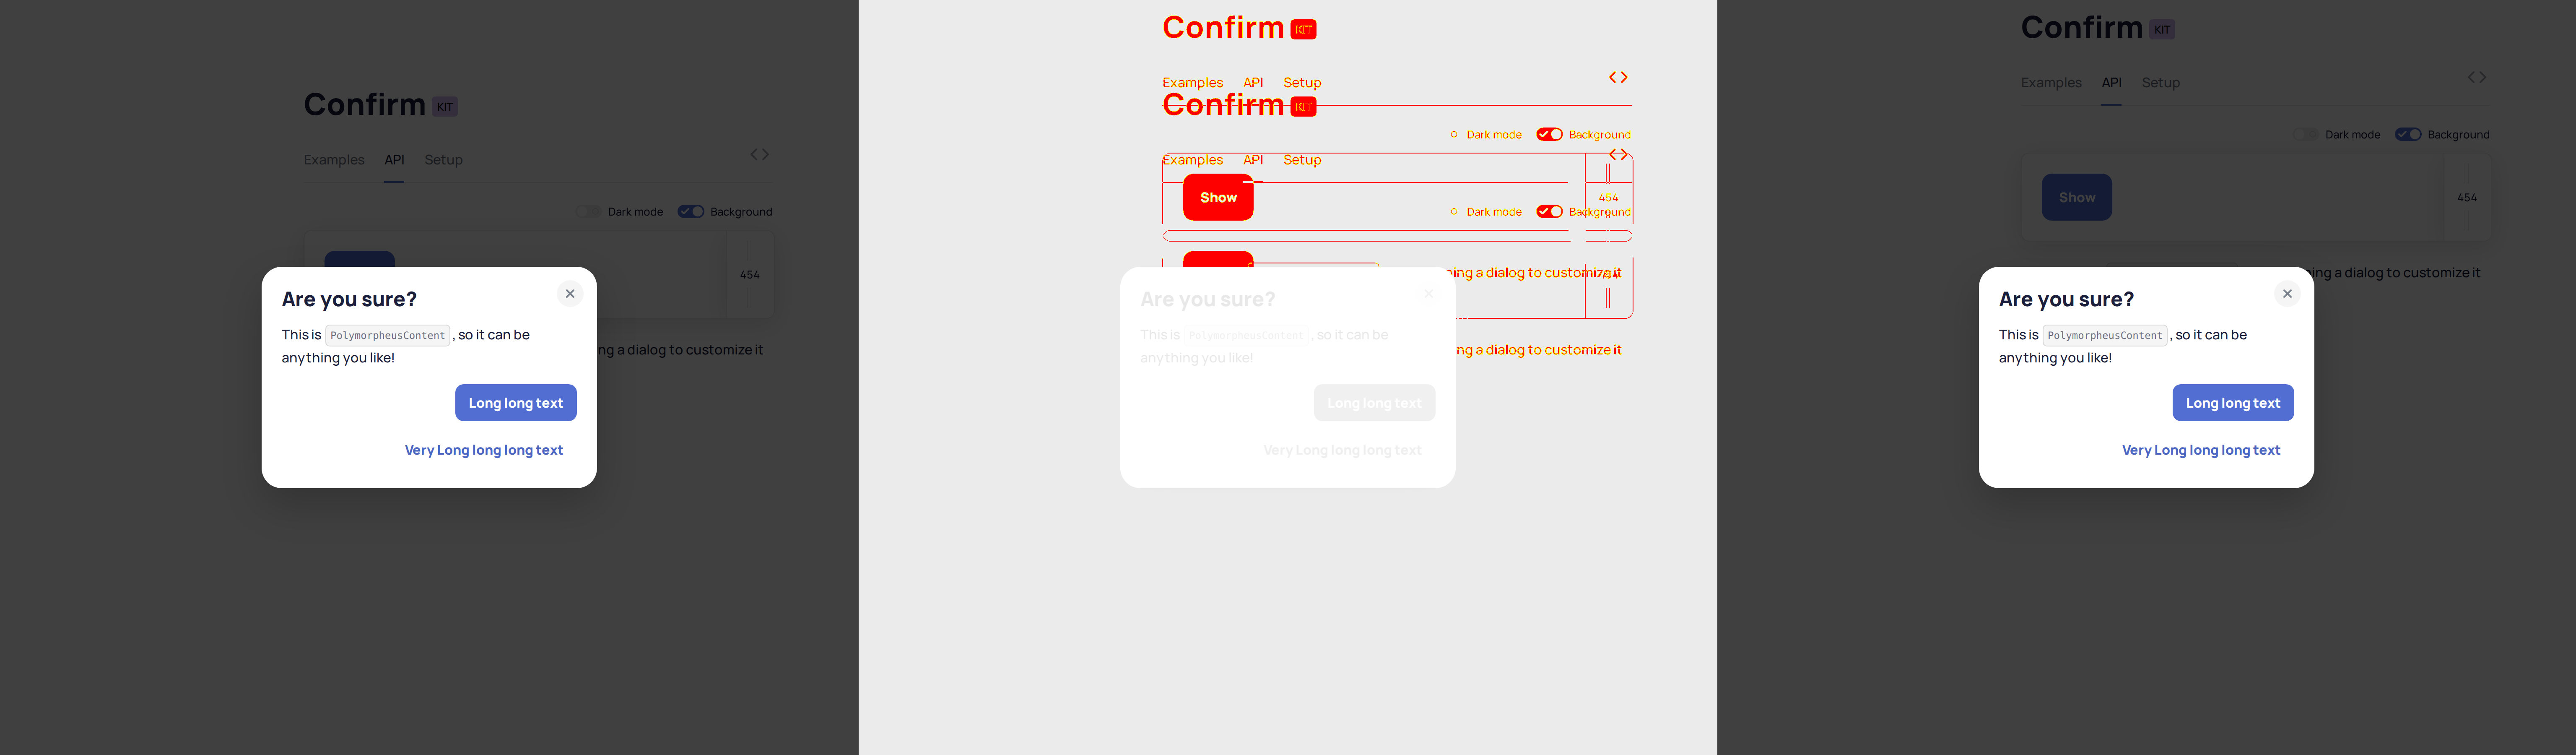 Confirm KIT
Examples API Setup
Dark mode Background
454
ng a dialog to customize it
Are you sure?
This is PolymorpheusContent, so it can be
anything you like!
Long long text
Very Long long long text
Confirm KIT
Examples API Setup
Confirm KIT
Dark mode Background
Examples API Setup
Show
454
Dark mode Background
ing a dialog to customize it
Are you sure?
This is PolymorpheusContent, so it can be
anything you like!
ng a dialog to customize it
Long long text
Very Long long long text
Confirm KIT
Examples API Setup
Dark mode Background
Show
454
ing a dialog to customize it
Are you sure?
This is PolymorpheusContent, so it can be
anything you like!
Long long text
Very Long long long text